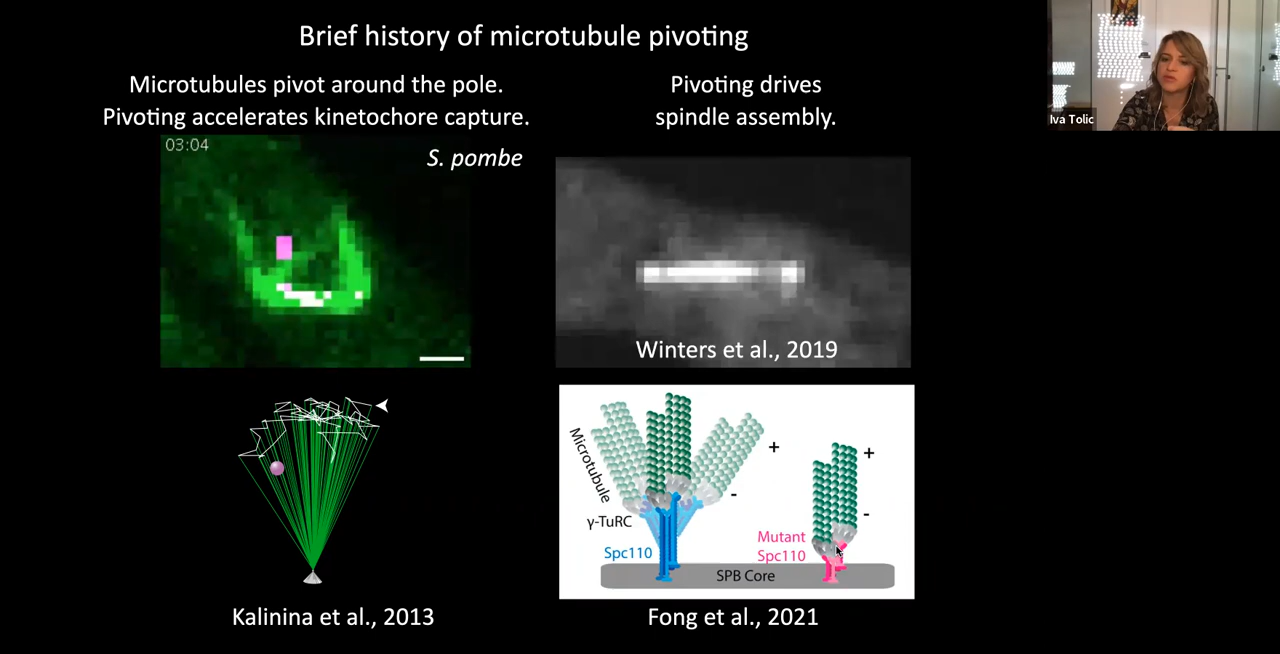 Brief history of microtubule pivoting
Microtubules pivot around the pole.
Pivoting accelerates kinetochore capture.
03:04
S. pombe
Kalinina et al., 2013
Pivoting drives
spindle assembly.
Winters et al., 2019
Microtubule
+
-
γ-TuRC
Spc110
+
-
Mutant
Spc110
SPB Core
Fong et al., 2021
Iva Tolic